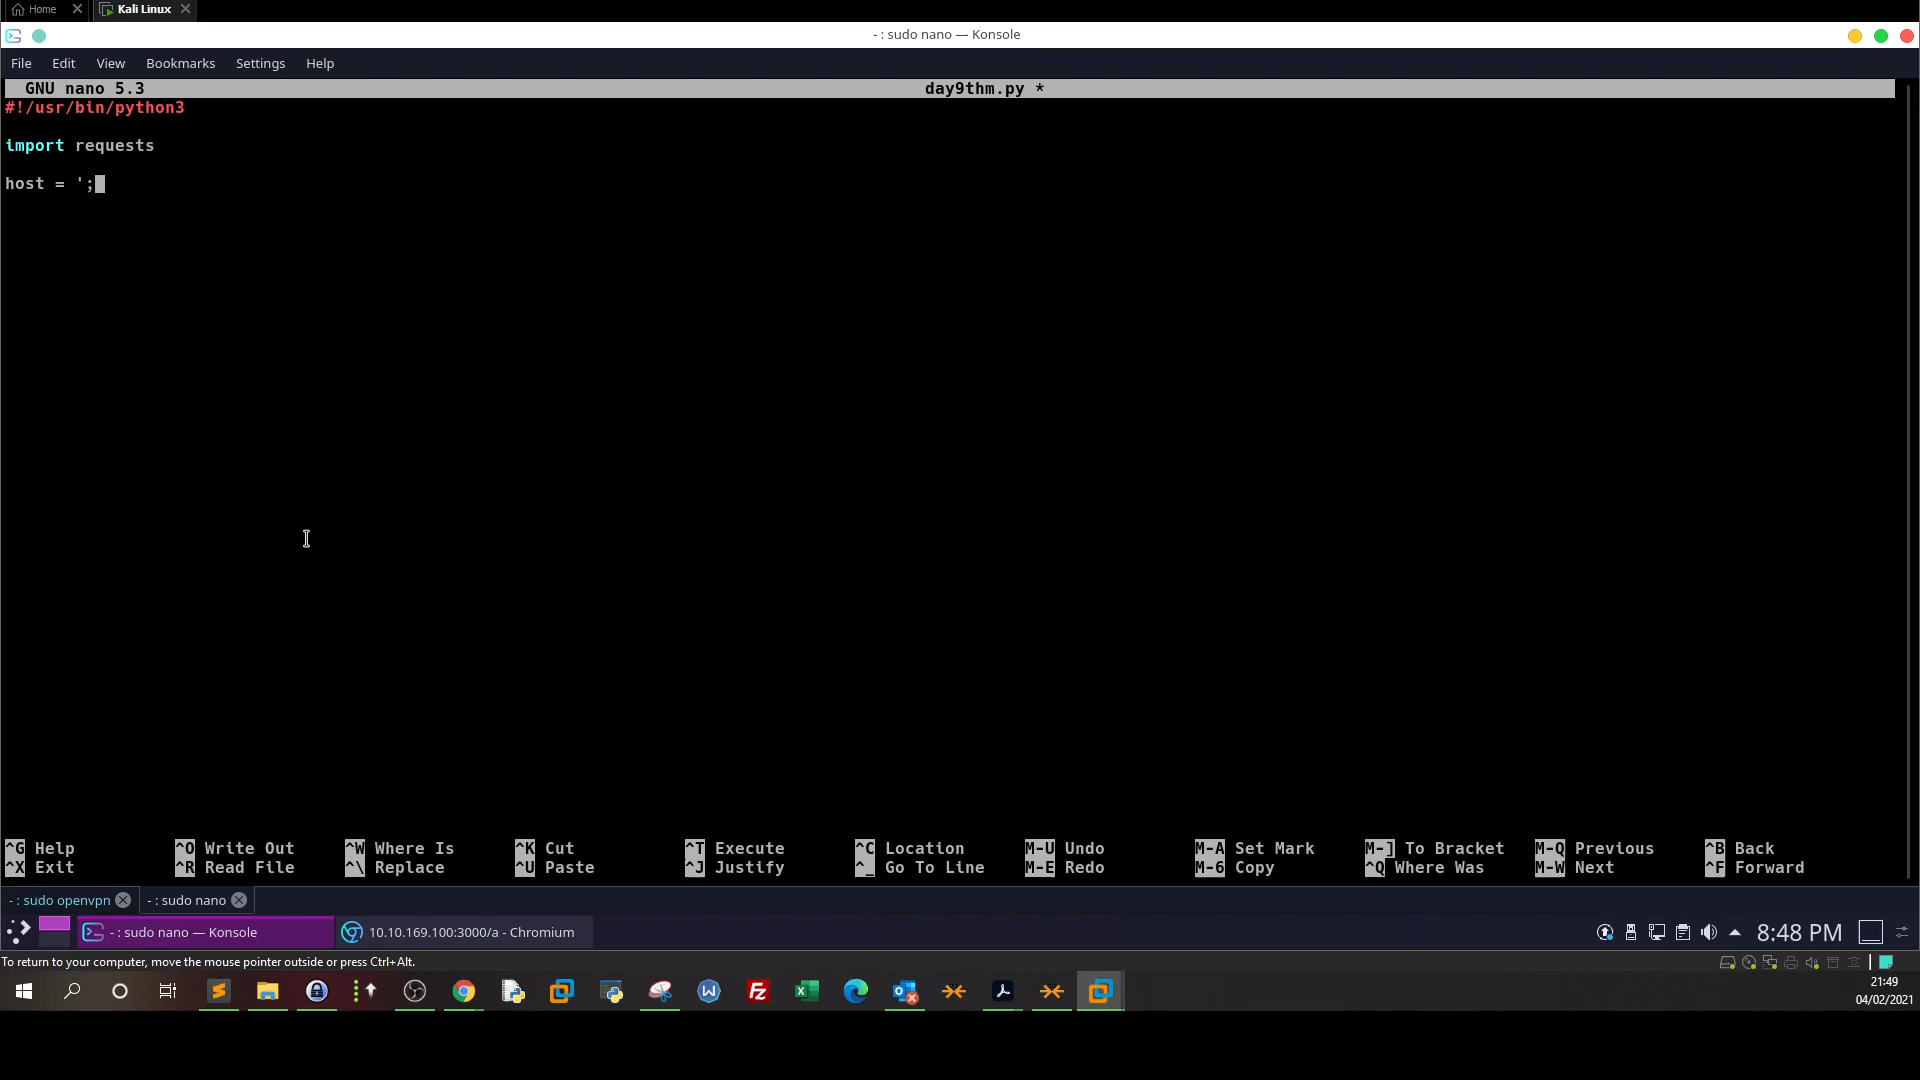 Home
Kali Linux
- : sudo nano — Konsole
File Edit View Bookmarks Settings Help
GNU nano 5.3 day9thm.py *
#!/usr/bin/python3
import requests
host = ';
^G Help ^O Write Out ^W Where Is ^K Cut ^T Execute ^C Location M-U Undo M-A Set Mark M-] To Bracket M-Q Previous ^B Back
^X Exit ^R Read File ^\ Replace ^U Paste ^J Justify ^_ Go To Line M-E Redo M-6 Copy ^Q Where Was M-W Next ^F Forward
- : sudo openvpn - : sudo nano
- : sudo nano — Konsole 10.10.169.100:3000/a - Chromium 8:48 PM
To return to your computer, move the mouse pointer outside or press Ctrl+Alt.
21:49
04/02/2021